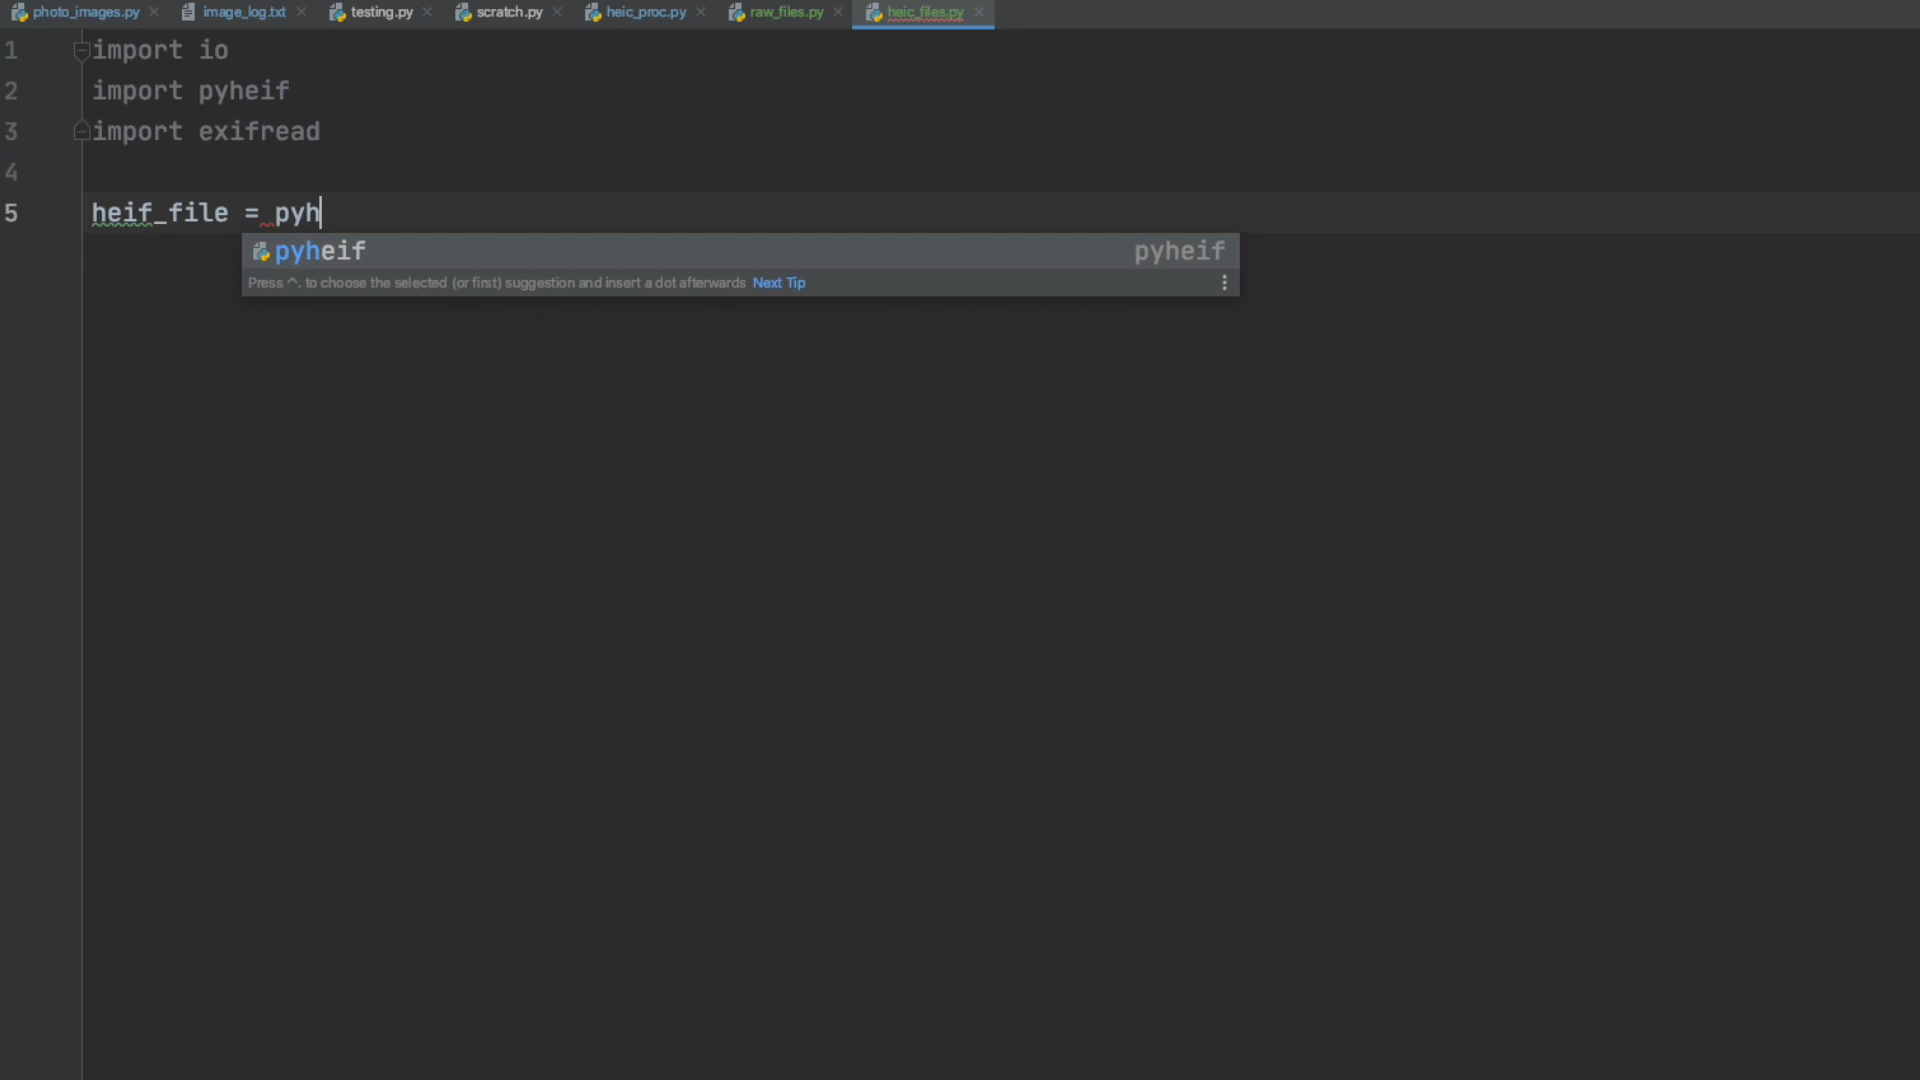 photo_images.py image_log.txt testing.py scratch.py heic_proc.py raw_files.py heic_files.py
1 import io
2 import pyheif
3 import exifread
4
5 heif_file = pyh
pyheif pyheif
Press ^. to choose the selected (or first) suggestion and insert a dot afterwards Next Tip